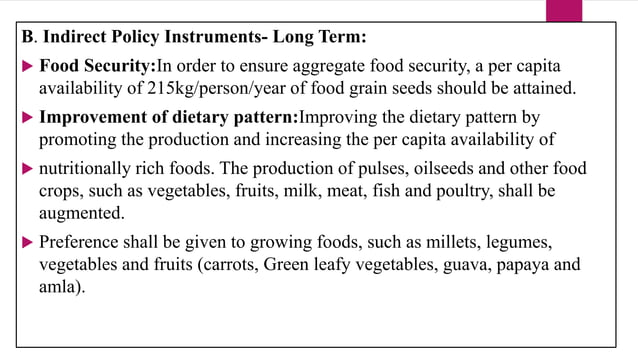 B. Indirect Policy Instruments- Long Term:
Food Security:In order to ensure aggregate food security, a per capita
availability of 215kg/person/year of food grain seeds should be attained.
Improvement of dietary pattern:Improving the dietary pattern by
promoting the production and increasing the per capita availability of
nutritionally rich foods. The production of pulses, oilseeds and other food
crops, such as vegetables, fruits, milk, meat, fish and poultry, shall be
augmented.
Preference shall be given to growing foods, such as millets, legumes,
vegetables and fruits (carrots, Green leafy vegetables, guava, papaya and
amla).